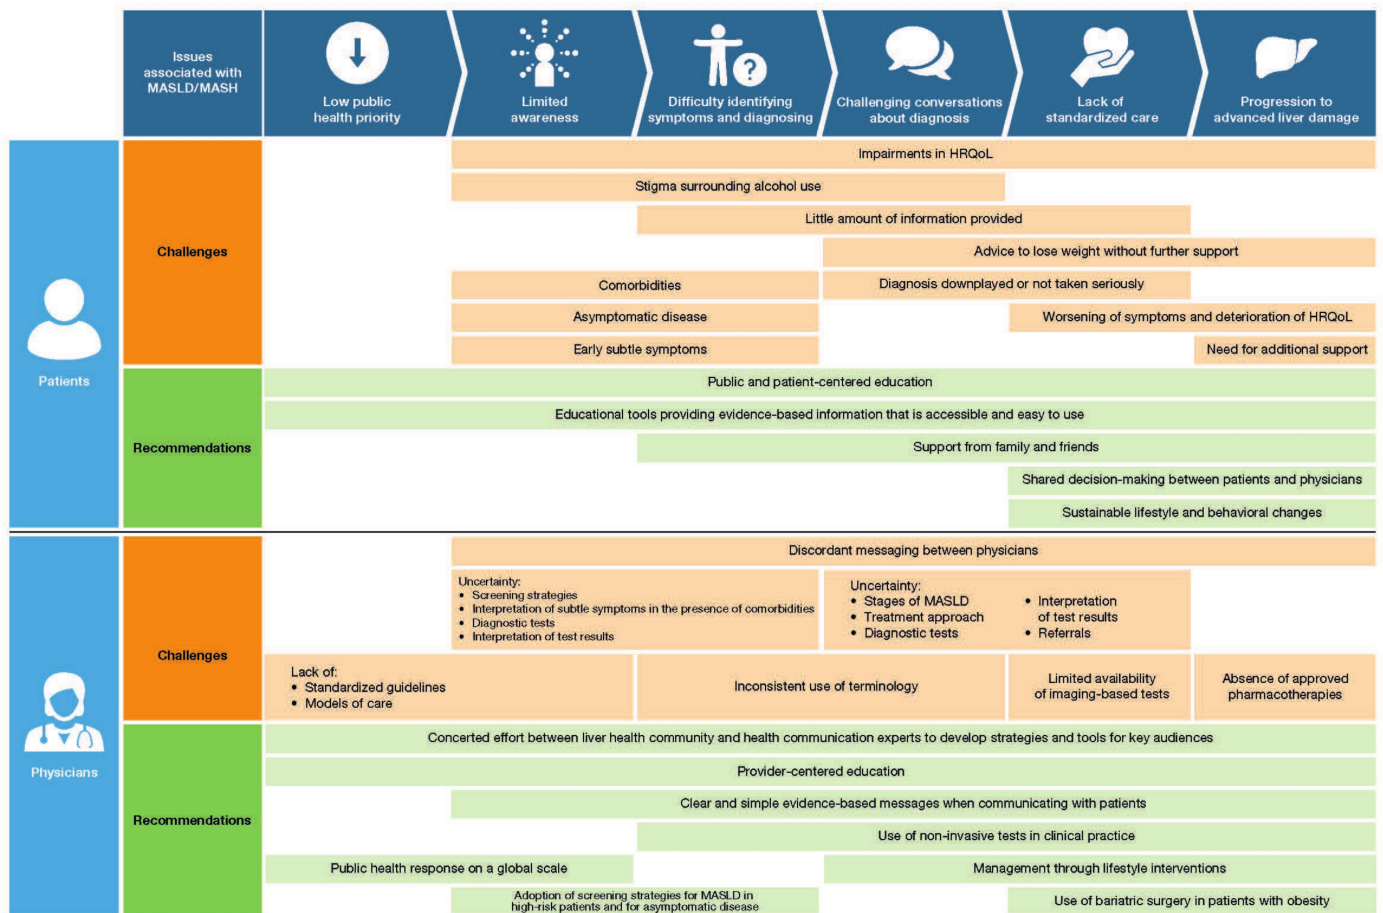 Issues
associated with
MASLD/MASH
Low public
health priority
Limited
awareness
?
Difficulty identifying
symptoms and diagnosing
Challenging conversations
about diagnosis
Lack of
standardized care
Progression to
advanced liver damage
Patients
Challenges
Impairments in HRQoL
Stigma surrounding alcohol use
Little amount of information provided
Advice to lose weight without further support
Comorbidities
Diagnosis downplayed or not taken seriously
Asymptomatic disease
Worsening of symptoms and deterioration of HRQoL
Early subtle symptoms
Need for additional support
Recommendations
Public and patient-centered education
Educational tools providing evidence-based information that is accessible and easy to use
Support from family and friends
Shared decision-making between patients and physicians
Sustainable lifestyle and behavioral changes
Physicians
Challenges
Discordant messaging between physicians
Uncertainty:
• Screening strategies
• Interpretation of subtle symptoms in the presence of comorbidities
• Diagnostic tests
• Interpretation of test results
Uncertainty:
• Stages of MASLD
• Treatment approach
• Diagnostic tests
• Interpretation
of test results
• Referrals
Lack of:
• Standardized guidelines
• Models of care
Inconsistent use of terminology
Limited availability
of imaging-based tests
Absence of approved
pharmacotherapies
Recommendations
Concerted effort between liver health community and health communication experts to develop strategies and tools for key audiences
Provider-centered education
Clear and simple evidence-based messages when communicating with patients
Use of non-invasive tests in clinical practice
Public health response on a global scale
Management through lifestyle interventions
Adoption of screening strategies for MASLD in
high-risk patients and for asymptomatic disease
Use of bariatric surgery in patients with obesity